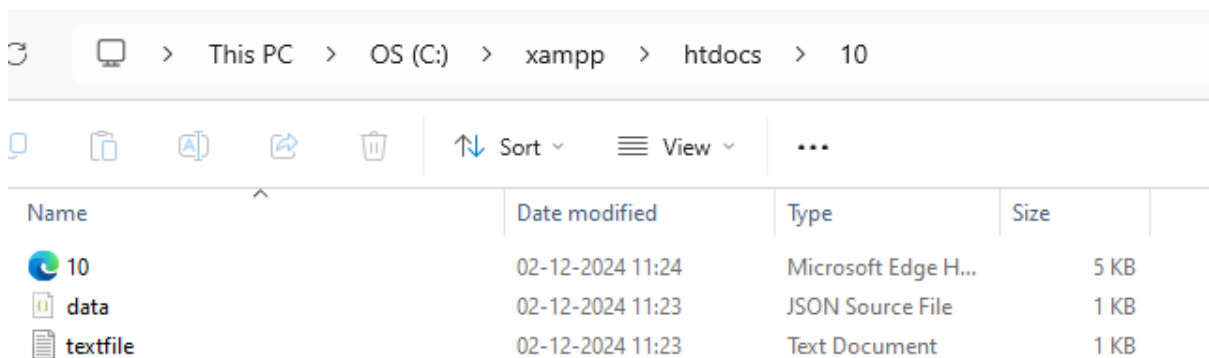 This PC > OS (C:) > xampp > htdocs > 10
Sort View ...
Name Date modified Type Size
10 02-12-2024 11:24 Microsoft Edge H... 5 KB
data 02-12-2024 11:23 JSON Source File 1 KB
textfile 02-12-2024 11:23 Text Document 1 KB